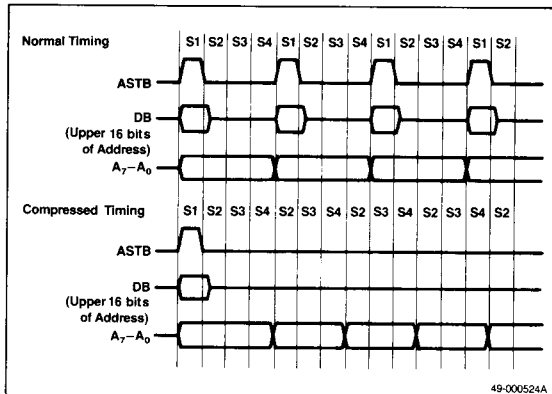 Normal Timing S1 S2 S3 S4 S1 S2 S3 S4 S1 S2 S3 S4 S1 S2
ASTB
DB
(Upper 16 bits
of Address)
A7–A0
Compressed Timing S1 S2 S3 S4 S2 S3 S4 S2 S3 S4 S2 S3 S4 S2
ASTB
DB
(Upper 16 bits
of Address)
A7–A0
49-000524A